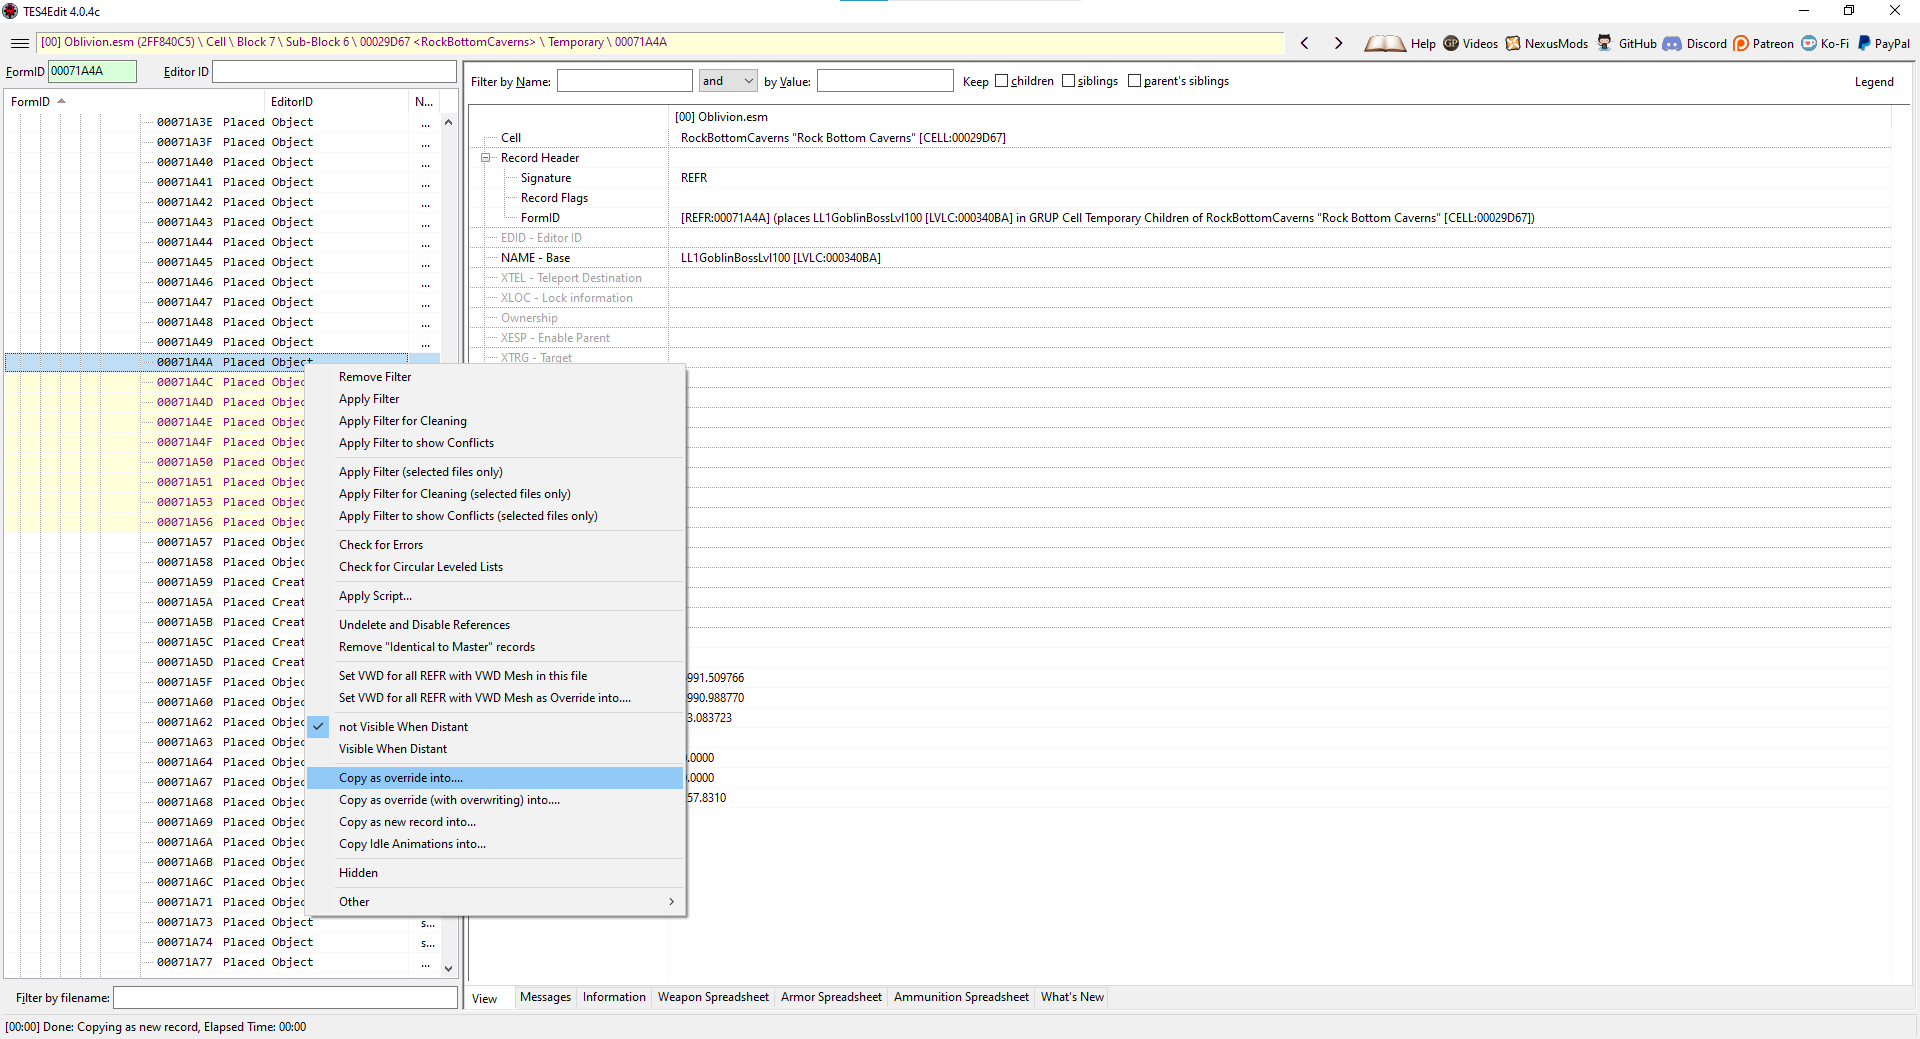 TES4Edit 4.0.4c
[00] Oblivion.esm (2FF840C5) \ Cell \ Block 7 \ Sub-Block 6 \ 00029D67 <RockBottomCaverns> \ Temporary \ 00071A4A
Help Videos NexusMods GitHub Discord Patreon Ko-Fi PayPal
FormID 00071A4A Editor ID
Filter by Name: and by Value: Keep children siblings parent's siblings Legend
FormID EditorID N...
00071A3E Placed Object ...
00071A3F Placed Object ...
00071A40 Placed Object ...
00071A41 Placed Object ...
00071A42 Placed Object ...
00071A43 Placed Object ...
00071A44 Placed Object ...
00071A45 Placed Object ...
00071A46 Placed Object ...
00071A47 Placed Object ...
00071A48 Placed Object ...
00071A49 Placed Object ...
00071A4A Placed Object
00071A4C Placed Objec
00071A4D Placed Objec
00071A4E Placed Objec
00071A4F Placed Objec
00071A50 Placed Objec
00071A51 Placed Objec
00071A53 Placed Objec
00071A56 Placed Objec
00071A57 Placed Objec
00071A58 Placed Objec
00071A59 Placed Creat
00071A5A Placed Creat
00071A5B Placed Creat
00071A5C Placed Creat
00071A5D Placed Creat
00071A5F Placed Objec
00071A60 Placed Objec
00071A62 Placed Objec
00071A63 Placed Objec
00071A64 Placed Objec
00071A67 Placed Objec
00071A68 Placed Objec
00071A69 Placed Objec
00071A6A Placed Objec
00071A6B Placed Objec
00071A6C Placed Objec
00071A71 Placed Objec
00071A73 Placed Object s...
00071A74 Placed Object s...
00071A77 Placed Object ...
Filter by filename:
[00] Oblivion.esm
Cell RockBottomCaverns "Rock Bottom Caverns" [CELL:00029D67]
Record Header
Signature REFR
Record Flags
FormID [REFR:00071A4A] (places LL1GoblinBossLvl100 [LVLC:000340BA] in GRUP Cell Temporary Children of RockBottomCaverns "Rock Bottom Caverns" [CELL:00029D67])
EDID - Editor ID
NAME - Base LL1GoblinBossLvl100 [LVLC:000340BA]
XTEL - Teleport Destination
XLOC - Lock information
Ownership
XESP - Enable Parent
XTRG - Target
991.509766
990.988770
3.083723
.0000
.0000
57.8310
Remove Filter
Apply Filter
Apply Filter for Cleaning
Apply Filter to show Conflicts
Apply Filter (selected files only)
Apply Filter for Cleaning (selected files only)
Apply Filter to show Conflicts (selected files only)
Check for Errors
Check for Circular Leveled Lists
Apply Script...
Undelete and Disable References
Remove "Identical to Master" records
Set VWD for all REFR with VWD Mesh in this file
Set VWD for all REFR with VWD Mesh as Override into....
not Visible When Distant
Visible When Distant
Copy as override into....
Copy as override (with overwriting) into....
Copy as new record into...
Copy Idle Animations into...
Hidden
Other
View Messages Information Weapon Spreadsheet Armor Spreadsheet Ammunition Spreadsheet What's New
[00:00] Done: Copying as new record, Elapsed Time: 00:00